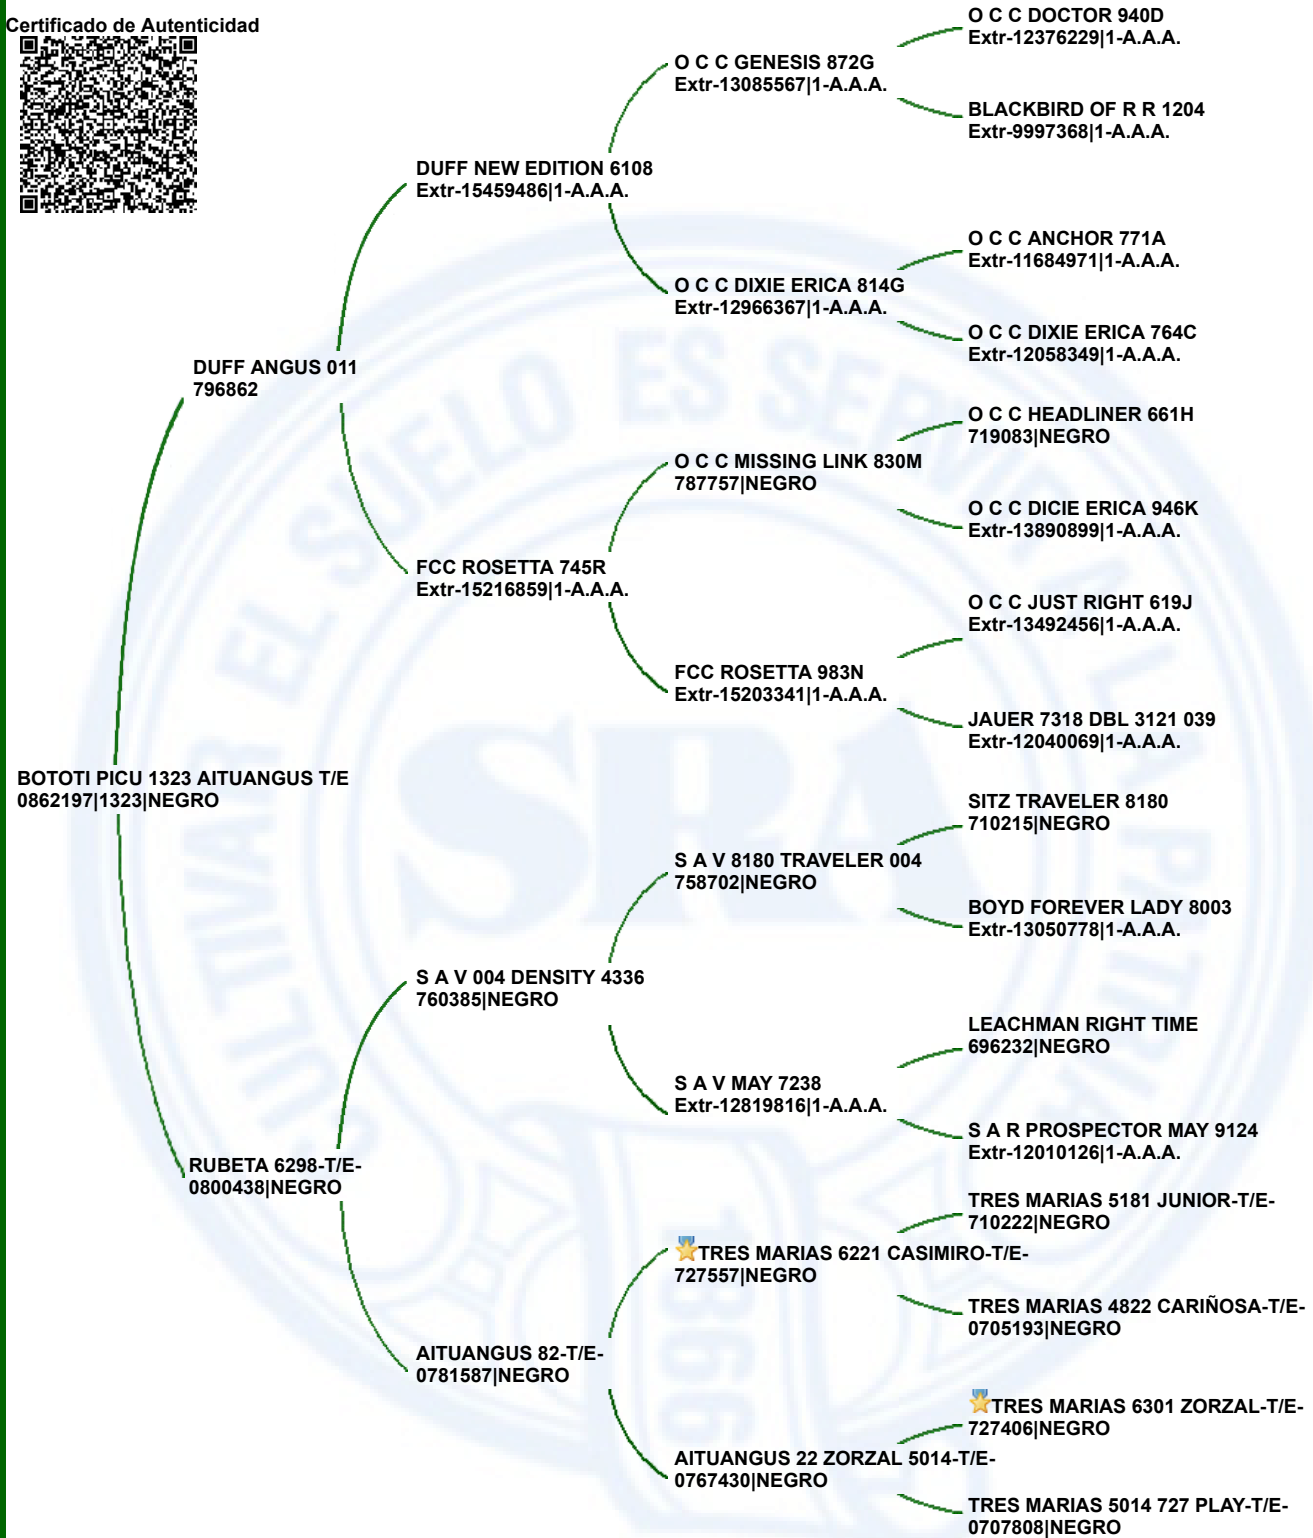 Certificado de Autenticidad
O C C DOCTOR 940D
Extr-12376229|1-A.A.A.
O C C GENESIS 872G
Extr-13085567|1-A.A.A.
BLACKBIRD OF R R 1204
Extr-9997368|1-A.A.A.
DUFF NEW EDITION 6108
Extr-15459486|1-A.A.A.
O C C ANCHOR 771A
Extr-11684971|1-A.A.A.
O C C DIXIE ERICA 814G
Extr-12966367|1-A.A.A.
O C C DIXIE ERICA 764C
Extr-12058349|1-A.A.A.
DUFF ANGUS 011
796862
O C C HEADLINER 661H
719083|NEGRO
O C C MISSING LINK 830M
787757|NEGRO
O C C DICIE ERICA 946K
Extr-13890899|1-A.A.A.
FCC ROSETTA 745R
Extr-15216859|1-A.A.A.
O C C JUST RIGHT 619J
Extr-13492456|1-A.A.A.
FCC ROSETTA 983N
Extr-15203341|1-A.A.A.
JAUER 7318 DBL 3121 039
Extr-12040069|1-A.A.A.
BOTOTI PICU 1323 AITUANGUS T/E
0862197|1323|NEGRO
SITZ TRAVELER 8180
710215|NEGRO
S A V 8180 TRAVELER 004
758702|NEGRO
BOYD FOREVER LADY 8003
Extr-13050778|1-A.A.A.
S A V 004 DENSITY 4336
760385|NEGRO
LEACHMAN RIGHT TIME
696232|NEGRO
S A V MAY 7238
Extr-12819816|1-A.A.A.
S A R PROSPECTOR MAY 9124
Extr-12010126|1-A.A.A.
RUBETA 6298-T/E-
0800438|NEGRO
TRES MARIAS 5181 JUNIOR-T/E-
710222|NEGRO
TRES MARIAS 6221 CASIMIRO-T/E-
727557|NEGRO
TRES MARIAS 4822 CARIÑOSA-T/E-
0705193|NEGRO
AITUANGUS 82-T/E-
0781587|NEGRO
TRES MARIAS 6301 ZORZAL-T/E-
727406|NEGRO
AITUANGUS 22 ZORZAL 5014-T/E-
0767430|NEGRO
TRES MARIAS 5014 727 PLAY-T/E-
0707808|NEGRO
CULTIVAR EL SUELO ES SERVIR A LA PATRIA
SRA
1866